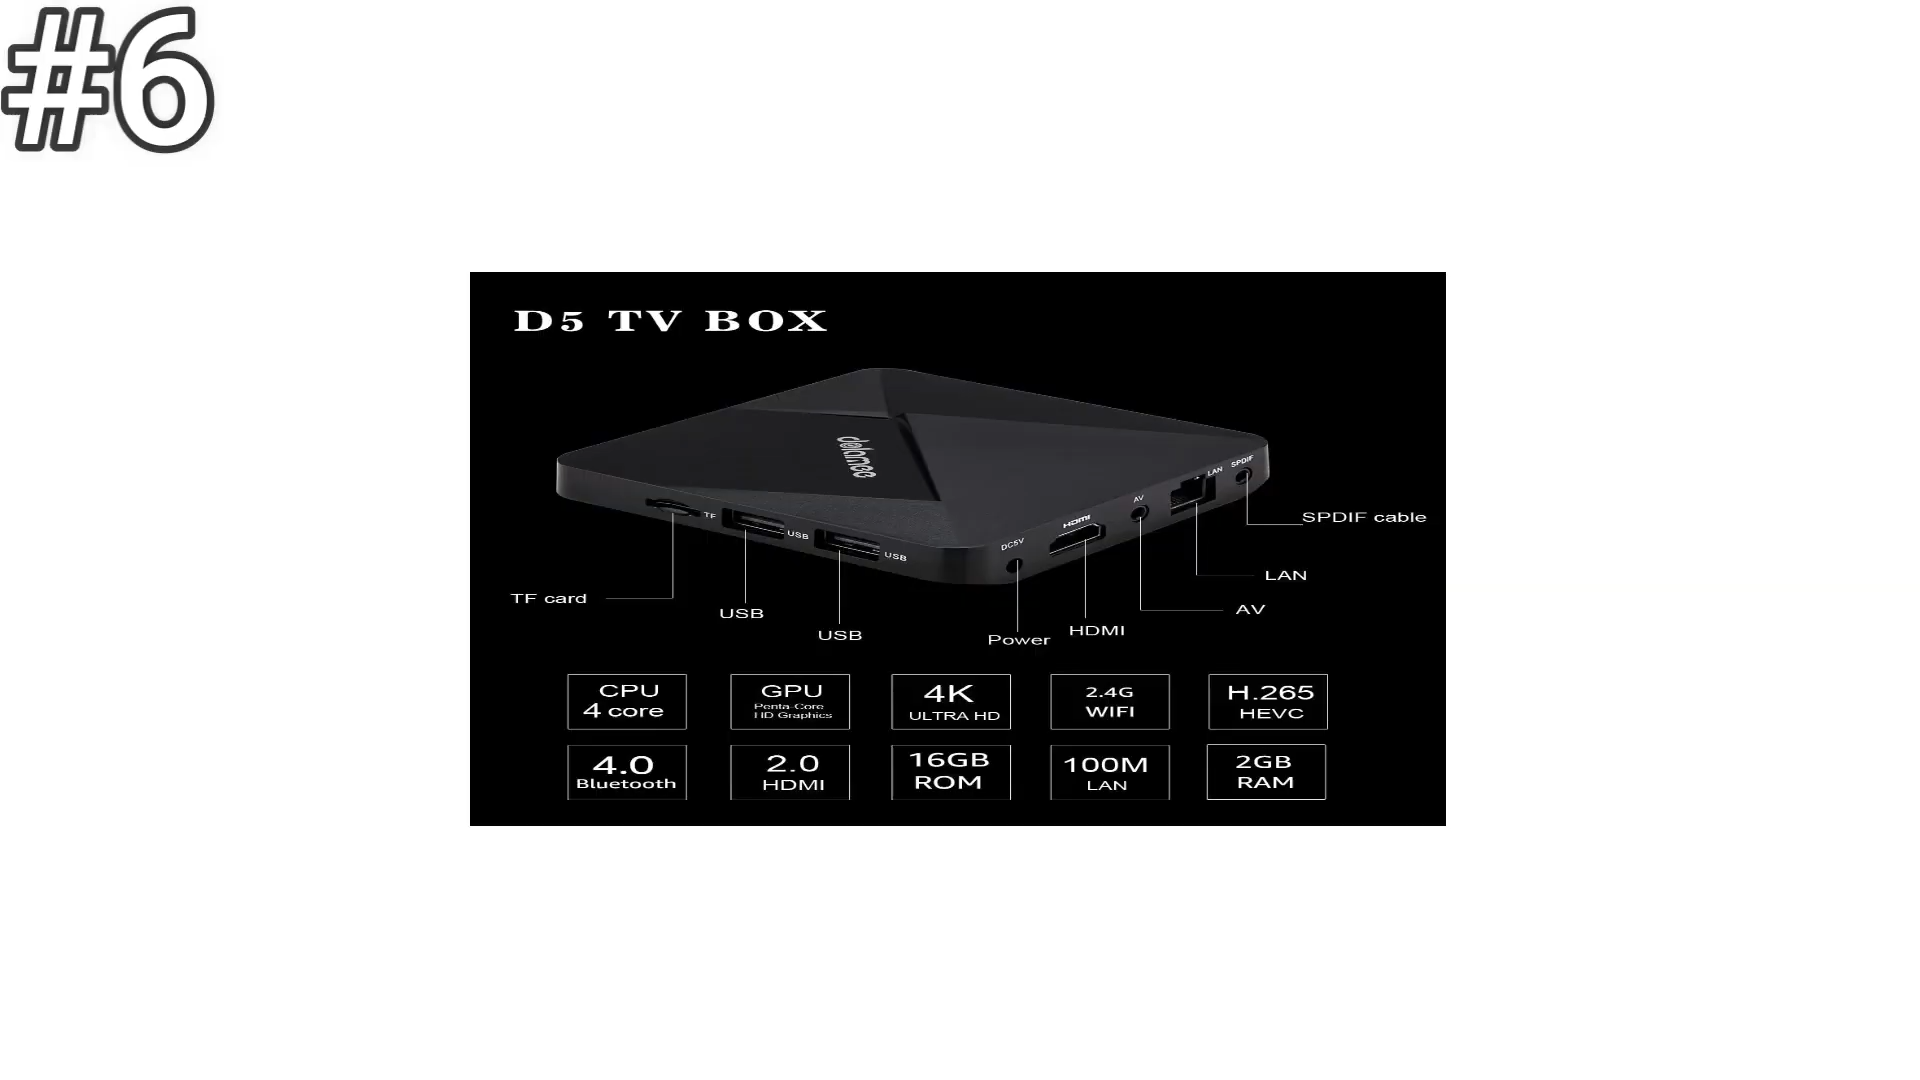 #6
D5 TV BOX
dolamee
TF
USB
USB
DC5V
HDMI
AV
LAN
SPDIF
SPDIF cable
LAN
AV
TF card
USB
USB
Power
HDMI
CPU
4 core
GPU
Penta-Core
HD Graphics
4K
ULTRA HD
2.4G
WIFI
H.265
HEVC
4.0
Bluetooth
2.0
HDMI
16GB
ROM
100M
LAN
2GB
RAM